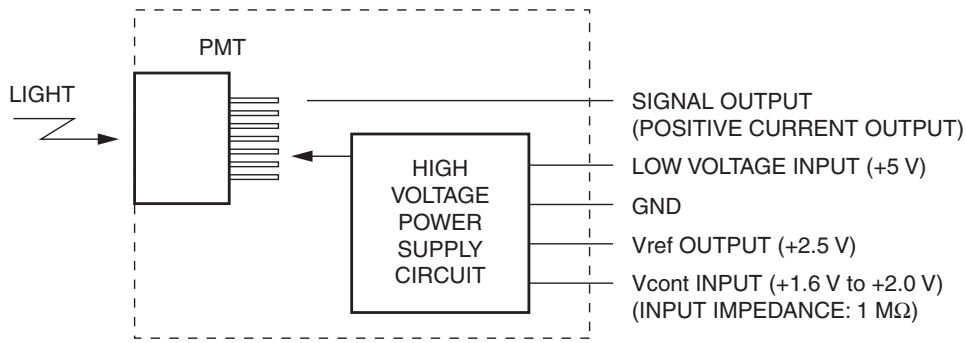 PMT
LIGHT
SIGNAL OUTPUT
(POSITIVE CURRENT OUTPUT)
HIGH
VOLTAGE
POWER
SUPPLY
CIRCUIT
LOW VOLTAGE INPUT (+5 V)
GND
Vref OUTPUT (+2.5 V)
Vcont INPUT (+1.6 V to +2.0 V)
(INPUT IMPEDANCE: 1 MΩ)